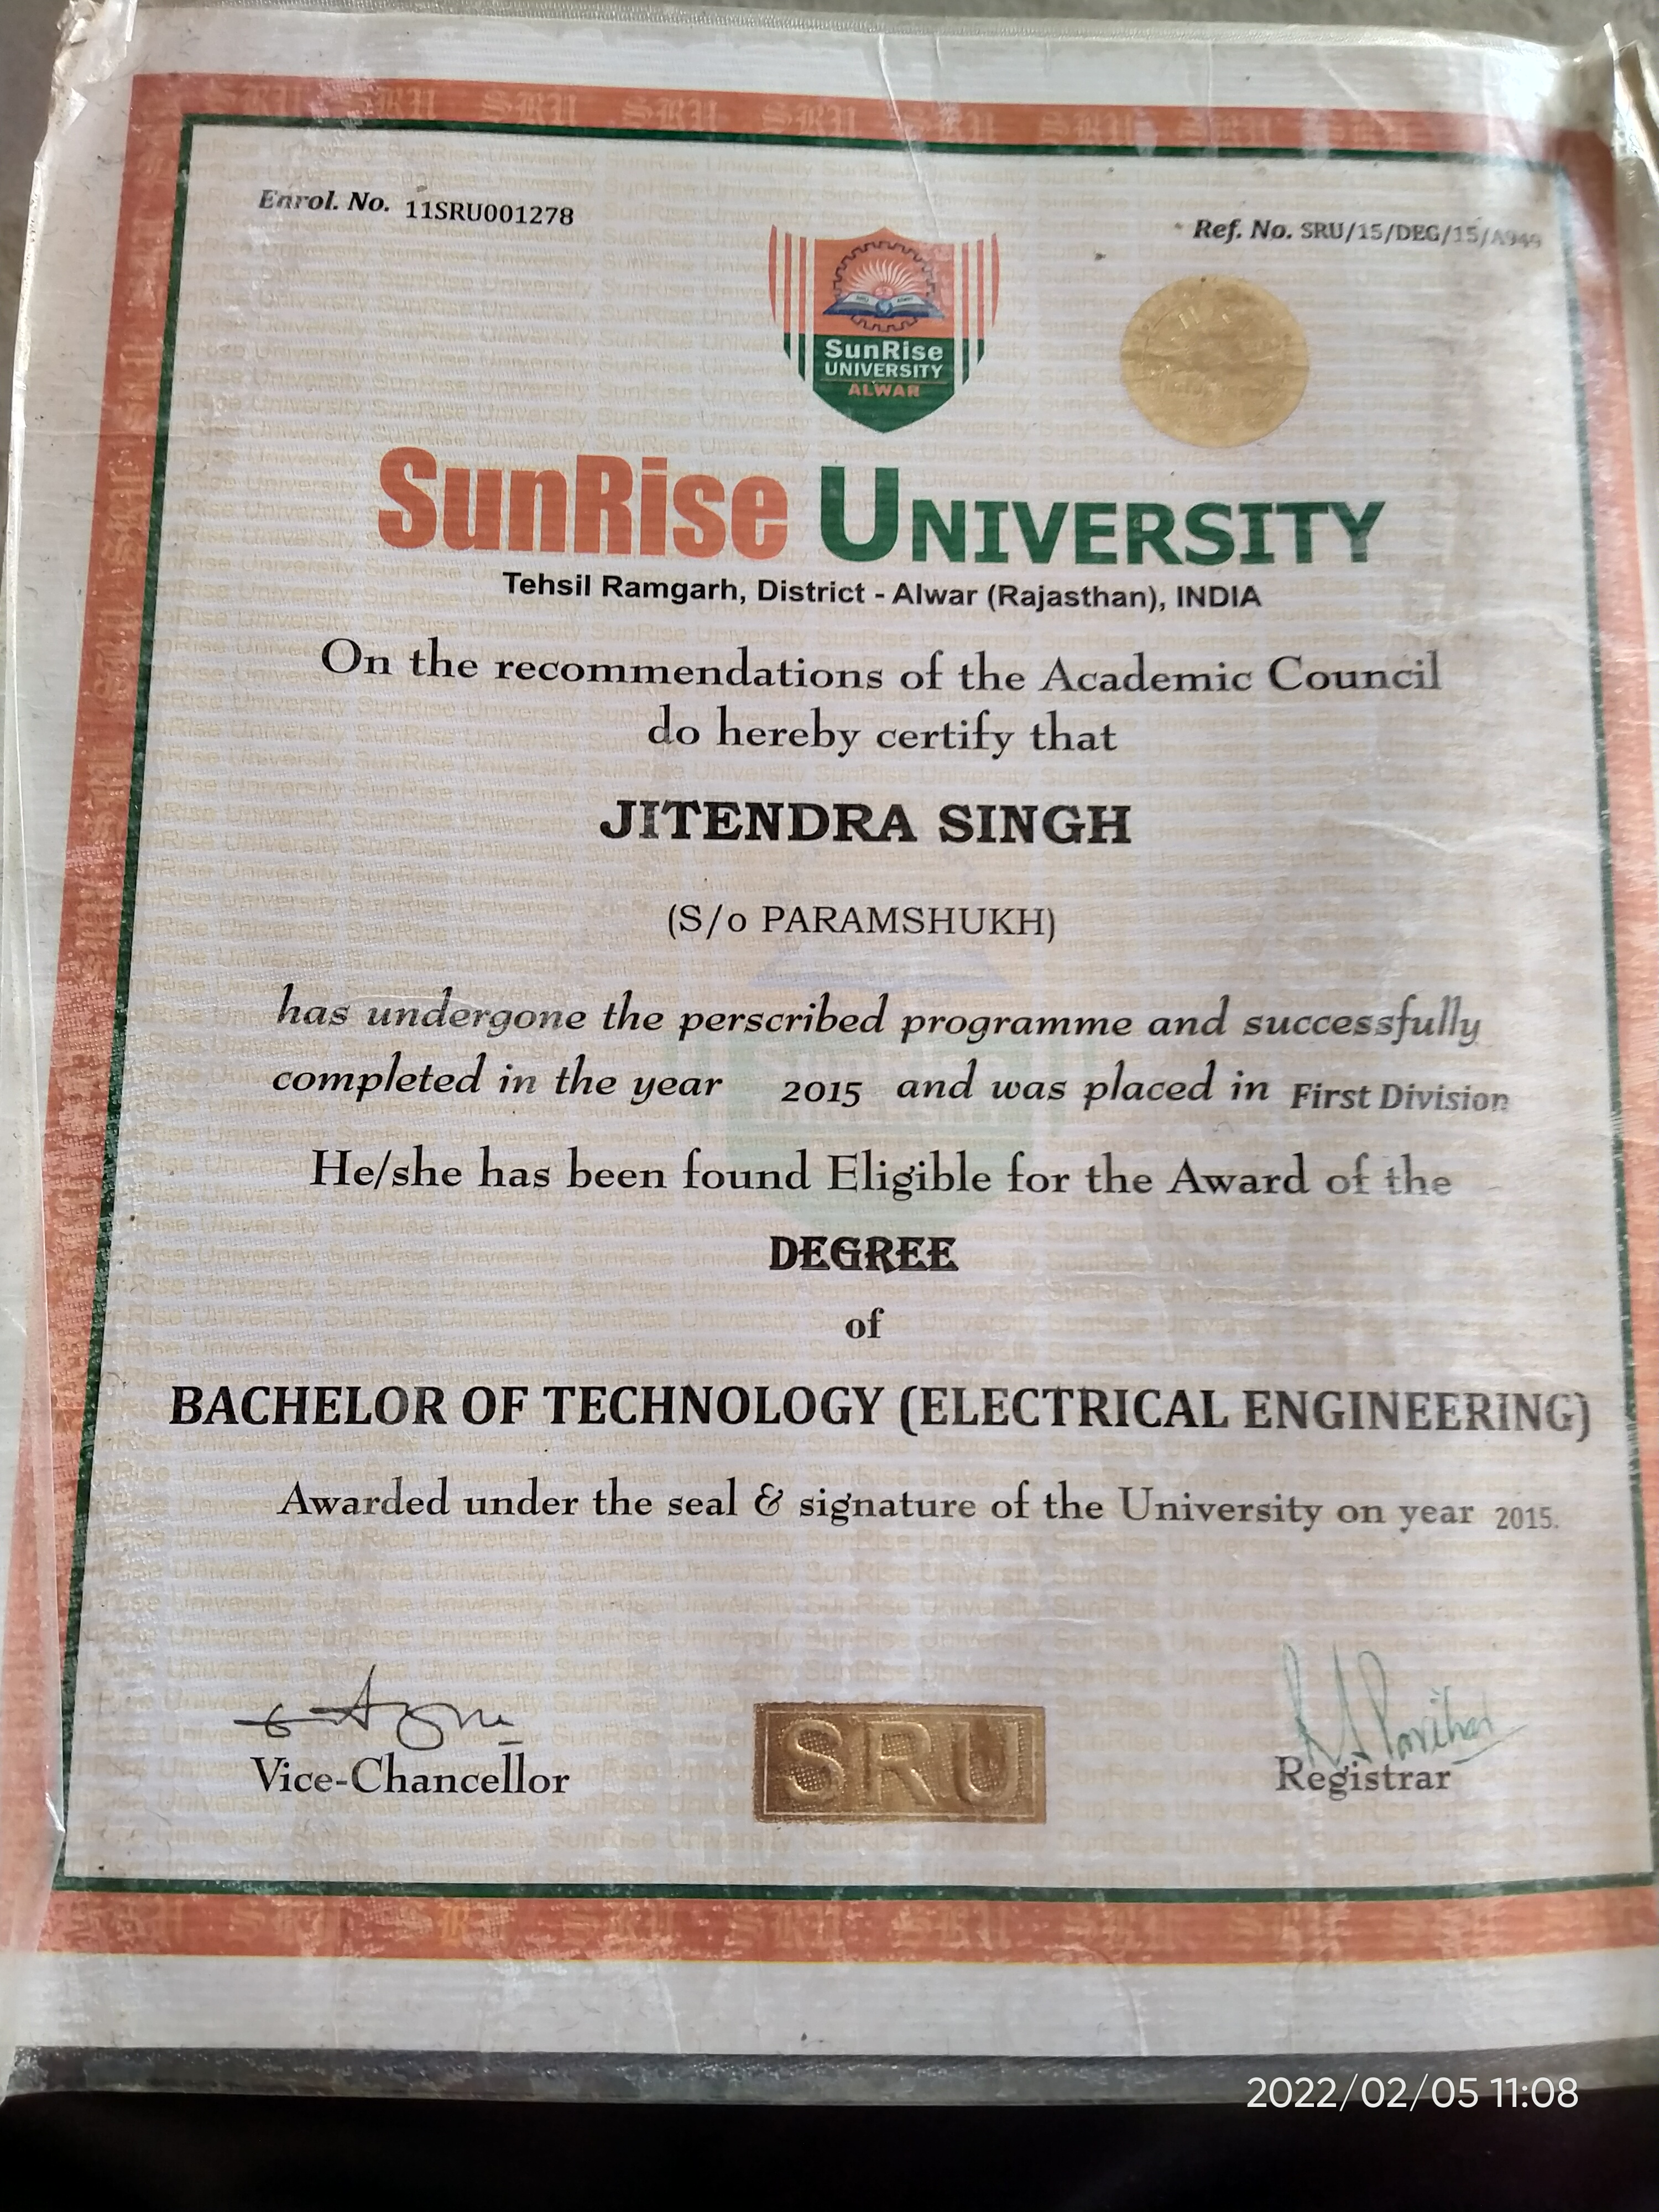 Enrol. No. 11SRU001278
Ref. No. SRU/15/DEG/15/A949
SunRise
UNIVERSITY
ALWAR
SunRise UNIVERSITY
Tehsil Ramgarh, District - Alwar (Rajasthan), INDIA
On the recommendations of the Academic Council
do hereby certify that
JITENDRA SINGH
(S/o PARAMSHUKH)
has undergone the perscribed programme and successfully
completed in the year 2015 and was placed in First Division
He/she has been found Eligible for the Award of the
DEGREE
of
BACHELOR OF TECHNOLOGY (ELECTRICAL ENGINEERING)
Awarded under the seal & signature of the University on year 2015.
Vice-Chancellor
SRU
Registrar
2022/02/05 11:08